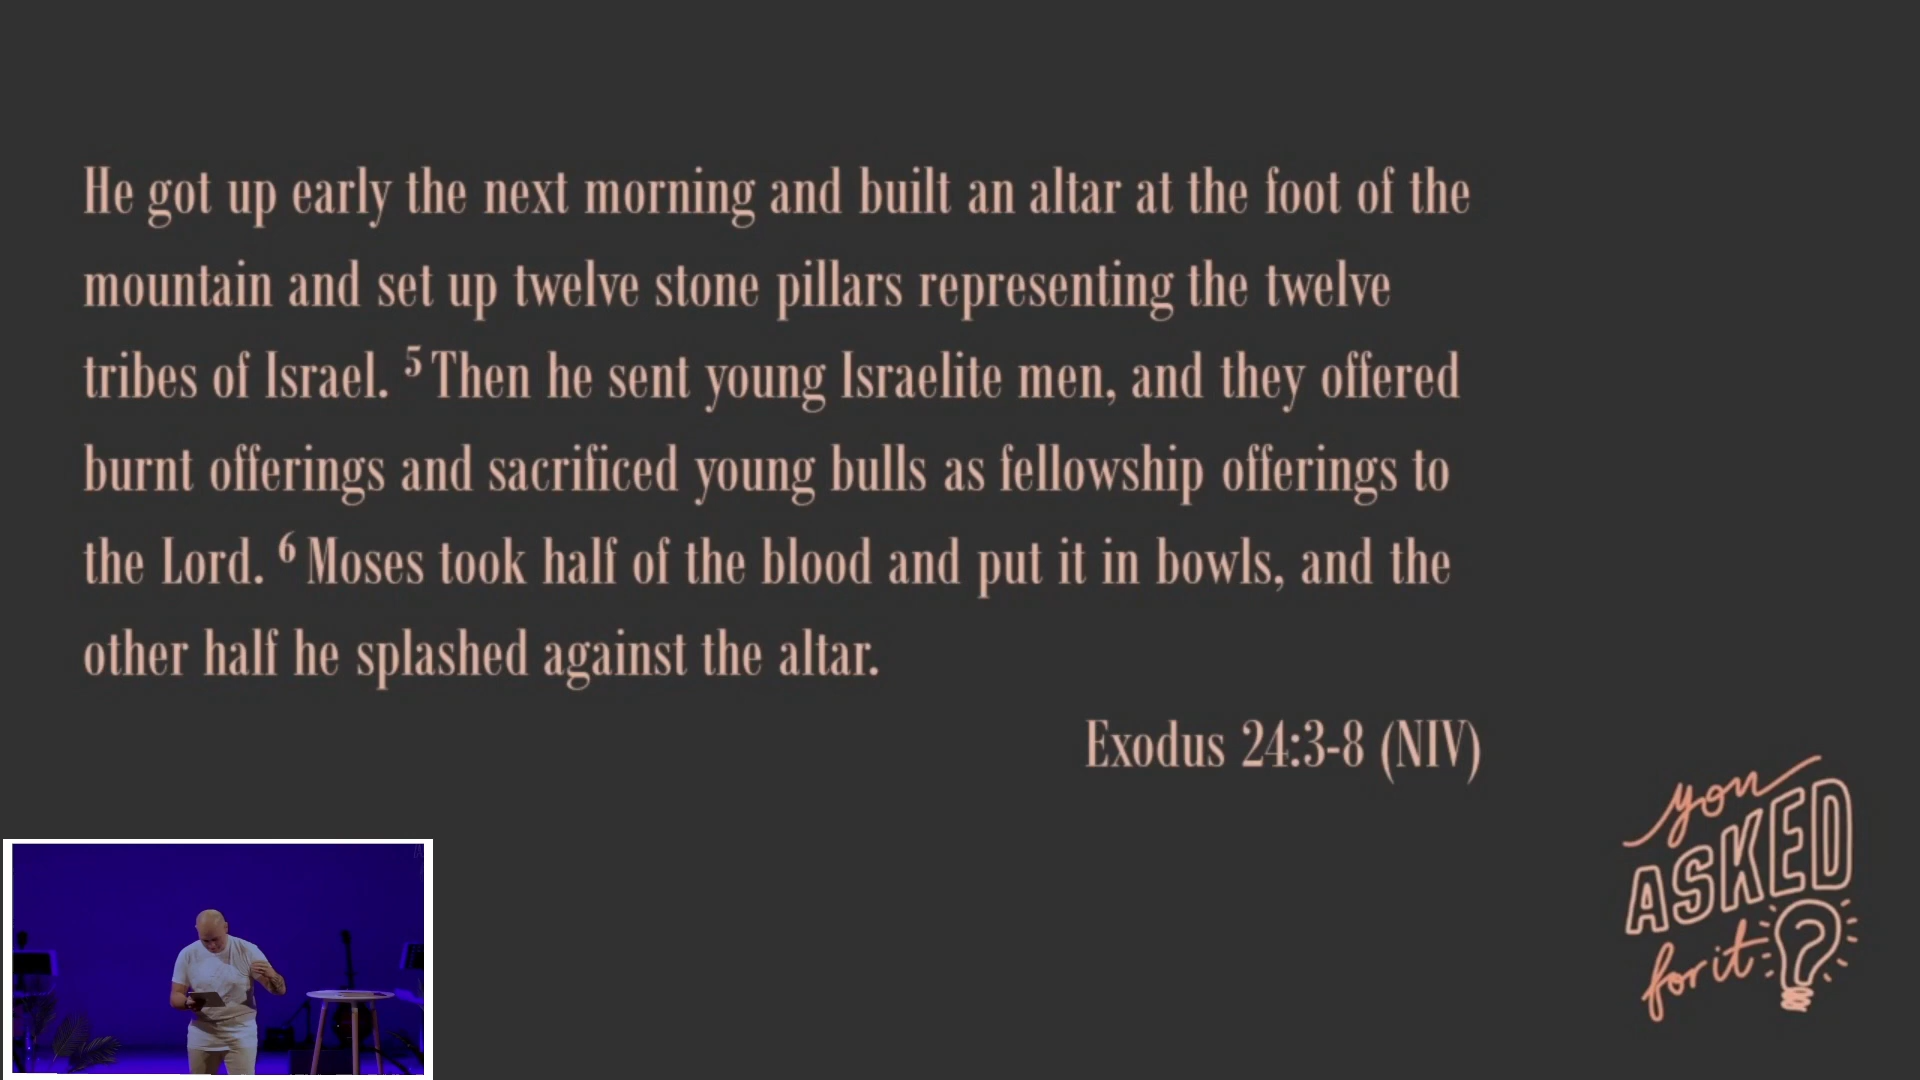 He got up early the next morning and built an altar at the foot of the
mountain and set up twelve stone pillars representing the twelve
tribes of Israel. ⁵ Then he sent young Israelite men, and they offered
burnt offerings and sacrificed young bulls as fellowship offerings to
the Lord. ⁶ Moses took half of the blood and put it in bowls, and the
other half he splashed against the altar.
Exodus 24:3-8 (NIV)
you
ASKED
for it?